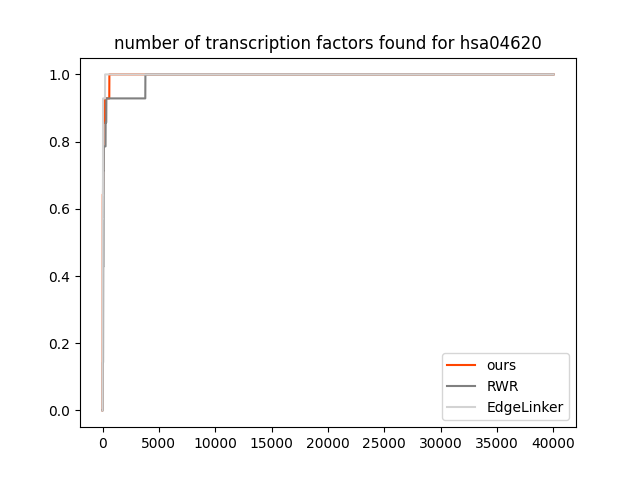 number of transcription factors found for hsa04620
1.0
0.8
0.6
0.4
0.2
0.0
ours
RWR
EdgeLinker
0 5000 10000 15000 20000 25000 30000 35000 40000